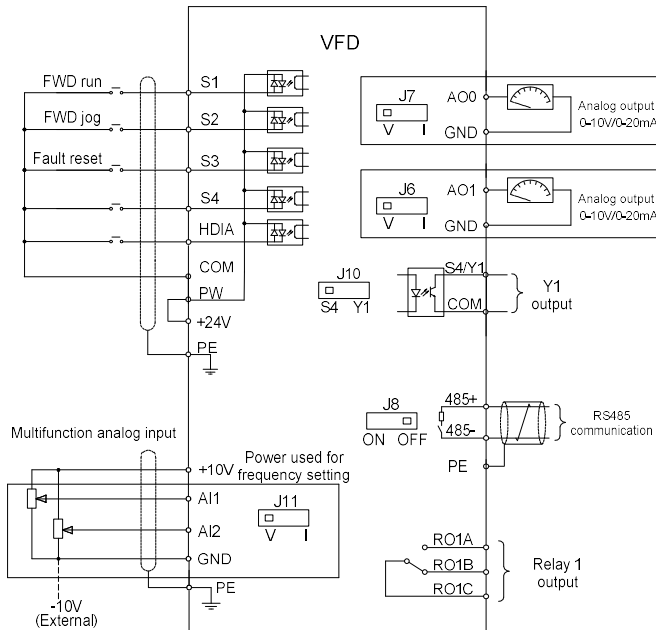 VFD
FWD run
S1
FWD jog
S2
Fault reset
S3
S4
HDIA
COM
PW
+24V
PE
Multifunction analog input
+10V
Power used for
frequency setting
AI1
J11
V I
AI2
GND
PE
-10V
(External)
J7
V I
AO0
GND
Analog output
0-10V/0-20mA
J6
V I
AO1
GND
Analog output
0-10V/0-20mA
J10
S4 Y1
S4/Y1
COM
Y1
output
J8
ON OFF
485+
485-
PE
RS485
communication
RO1A
RO1B
RO1C
Relay 1
output